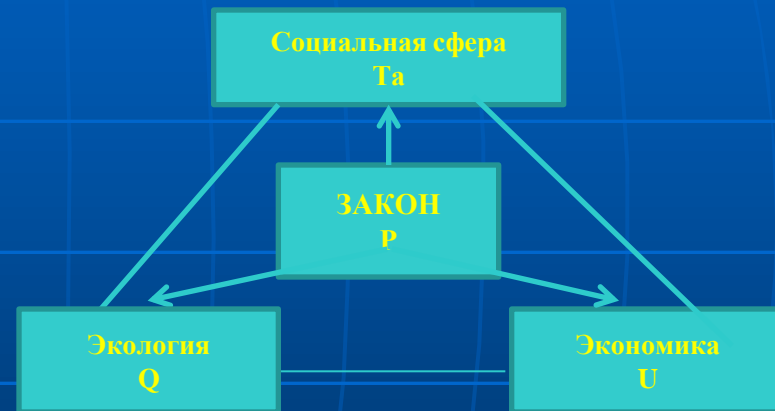 Социальная сфера
Та
ЗАКОН
Р
Экология
Q
Экономика
U